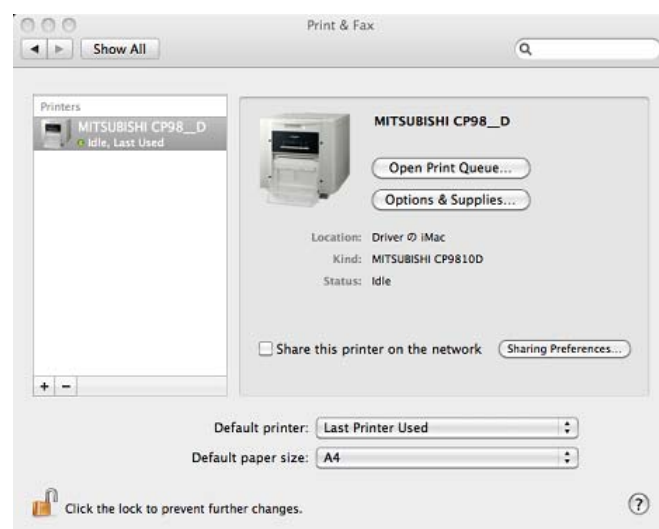 Print & Fax
Show All
Printers
MITSUBISHI CP98__D
Idle, Last Used
MITSUBISHI CP98__D
Open Print Queue...
Options & Supplies...
Location: Driver の iMac
Kind: MITSUBISHI CP9810D
Status: Idle
Share this printer on the network
Sharing Preferences...
+ −
Default printer: Last Printer Used
Default paper size: A4
Click the lock to prevent further changes.
?